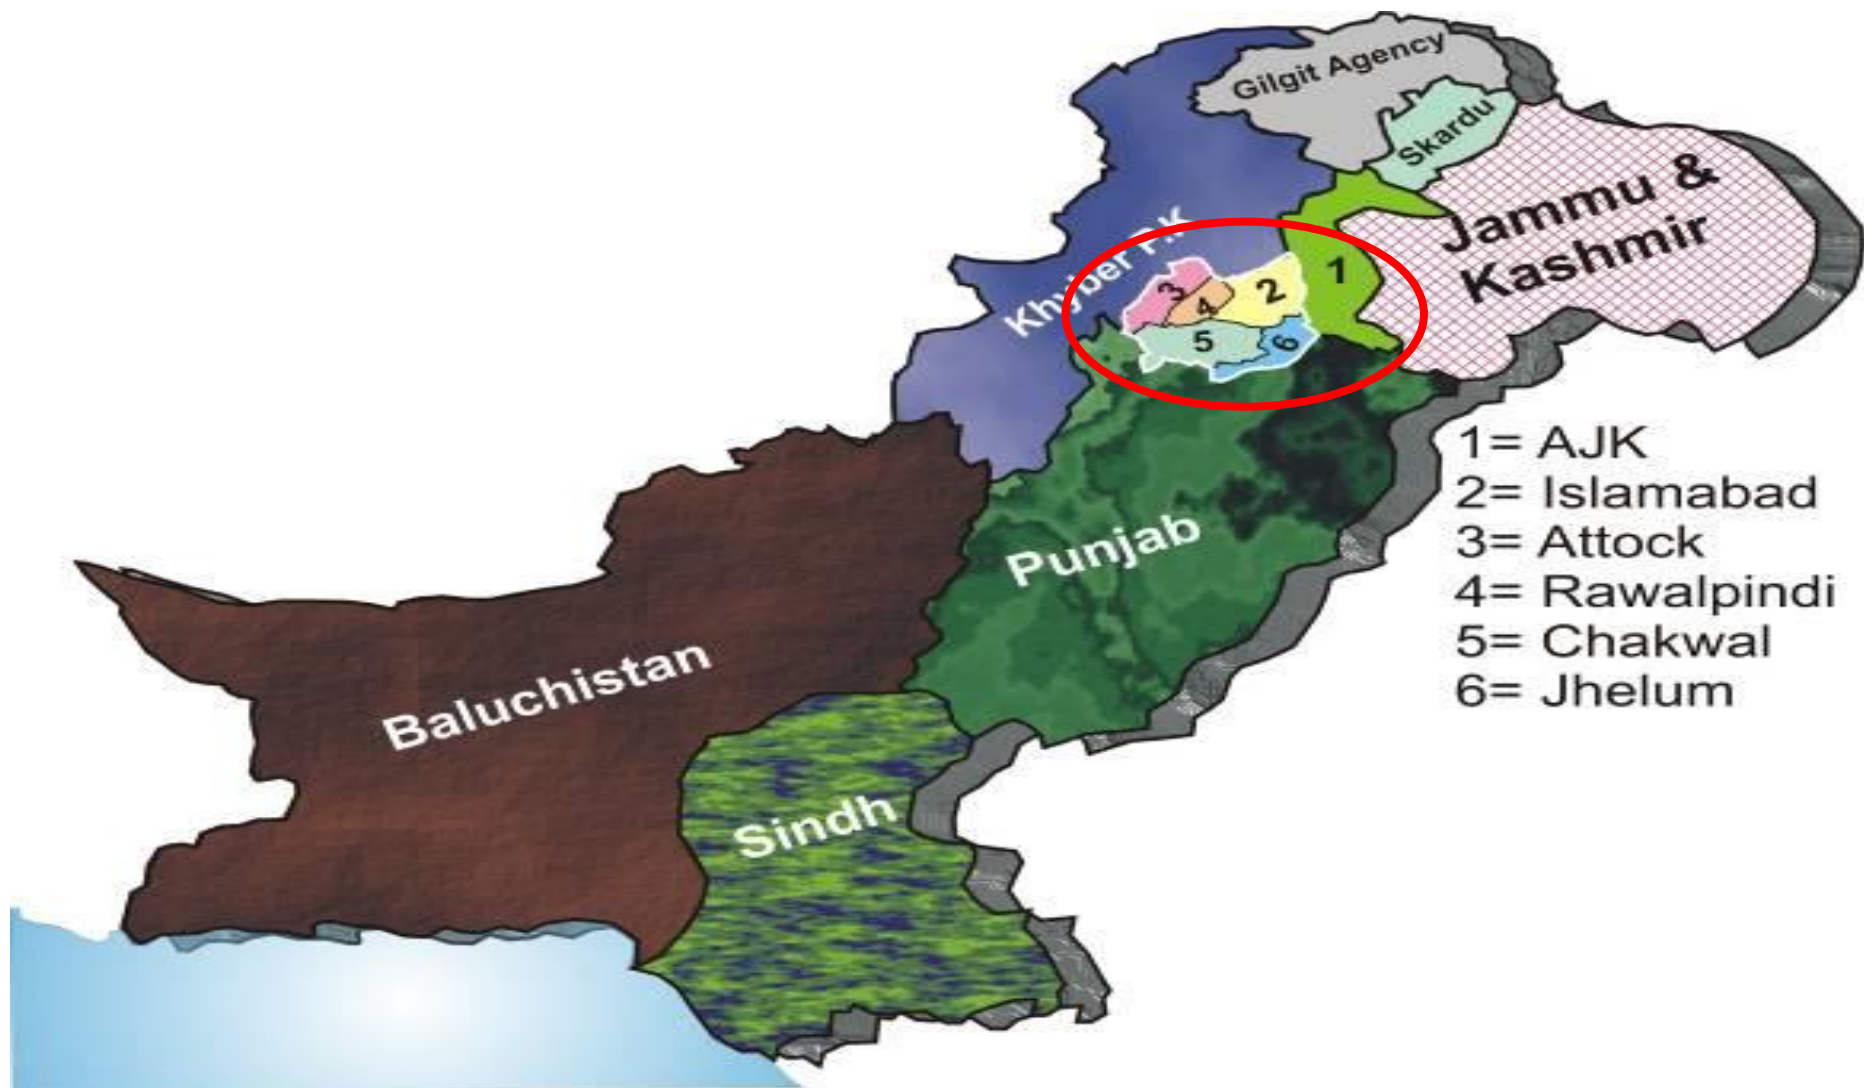 Gilgit Agency
Skardu
Jammu &
Kashmir
Khyber P.K
1
2
3
4
5
6
Punjab
Baluchistan
Sindh
1= AJK
2= Islamabad
3= Attock
4= Rawalpindi
5= Chakwal
6= Jhelum